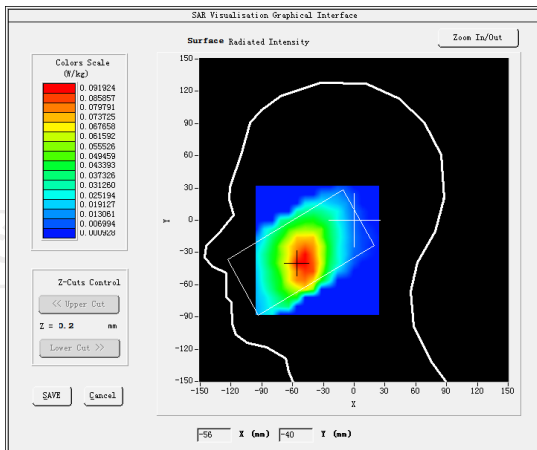 SAR Visualisation Graphical Interface
Surface Radiated Intensity
Zoom In/Out
Colors Scale
(W/kg)
0.091924
0.085857
0.079791
0.073725
0.067658
0.061592
0.055526
0.049459
0.043393
0.037326
0.031260
0.025194
0.019127
0.013061
0.006994
0.000928
Z-Cuts Control
<< Upper Cut
Z = 0.2 mm
Lower Cut >>
SAVE Cancel
150-
120-
90-
60-
30-
0-
-30-
-60-
-90-
-120-
-150-
Y
-150 -120 -90 -60 -30 0 30 60 90 120 150
X
-56 X (mm) -40 Y (mm)